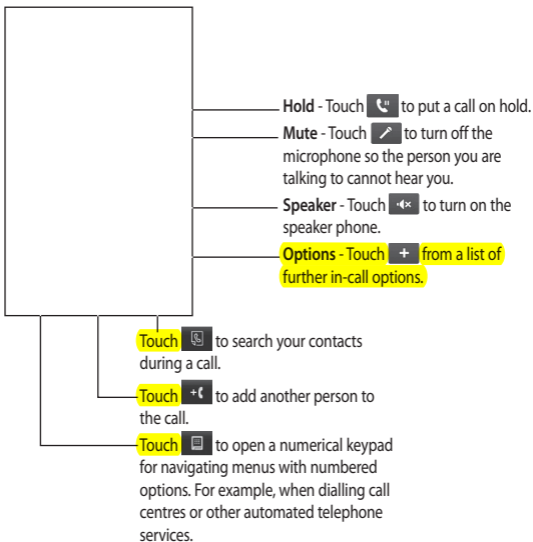 Hold - Touch to put a call on hold.
Mute - Touch to turn off the
microphone so the person you are
talking to cannot hear you.
Speaker - Touch to turn on the
speaker phone.
Options - Touch + from a list of
further in-call options.
Touch to search your contacts
during a call.
Touch to add another person to
the call.
Touch to open a numerical keypad
for navigating menus with numbered
options. For example, when dialling call
centres or other automated telephone
services.